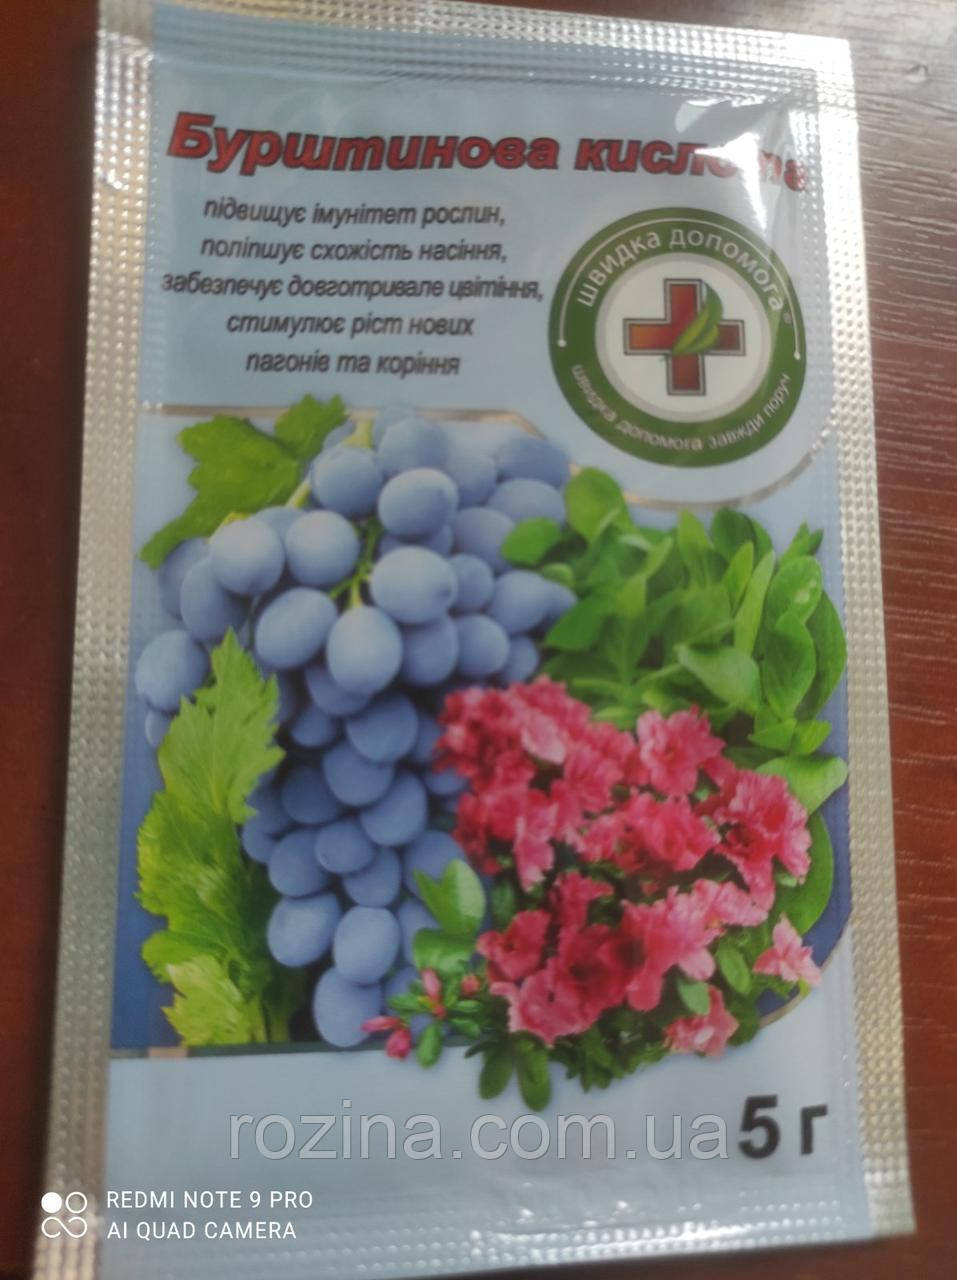 Бурштинова кислота
підвищує імунітет рослин,
поліпшує схожість насіння,
забезпечує довготривале цвітіння,
стимулює ріст нових
пагонів та коріння
ШВИДКА ДОПОМОГА®
швидка допомога завжди поруч
rozina.com.ua
5 г
REDMI NOTE 9 PRO
AI QUAD CAMERA